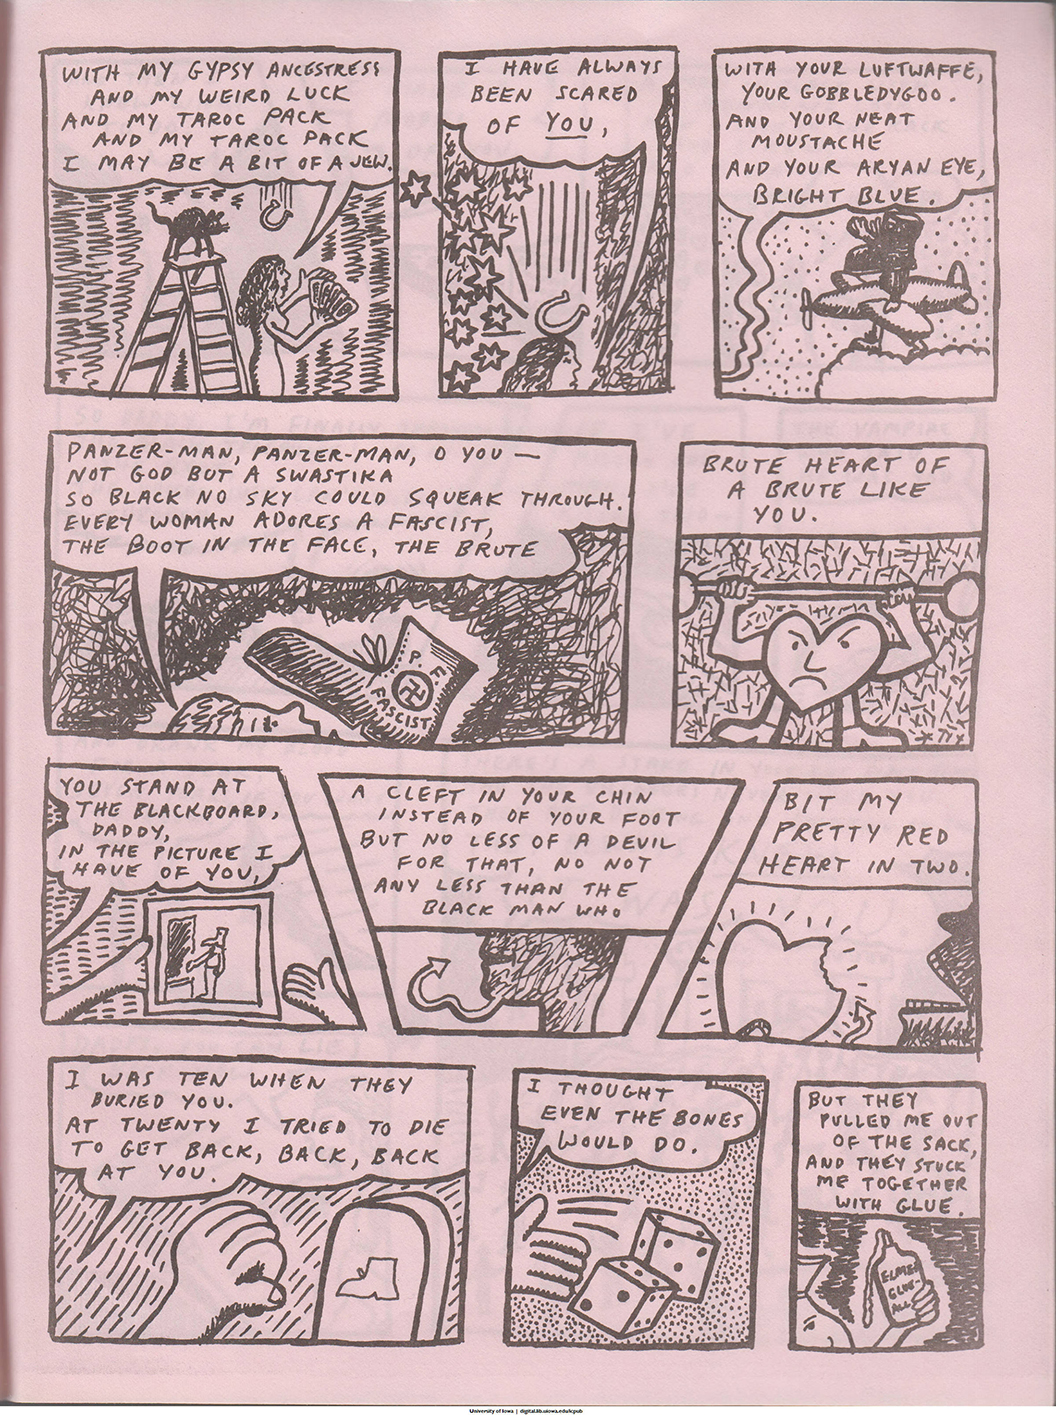 WITH MY GYPSY ANCESTRESS
AND MY WEIRD LUCK
AND MY TAROC PACK
AND MY TAROC PACK
I MAY BE A BIT OF A JEW.
I HAVE ALWAYS
BEEN SCARED
OF YOU,
WITH YOUR LUFTWAFFE,
YOUR GOBBLEDYGOO.
AND YOUR NEAT
MOUSTACHE
AND YOUR ARYAN EYE,
BRIGHT BLUE.
PANZER-MAN, PANZER-MAN, O YOU —
NOT GOD BUT A SWASTIKA
SO BLACK NO SKY COULD SQUEAK THROUGH.
EVERY WOMAN ADORES A FASCIST,
THE BOOT IN THE FACE, THE BRUTE
P.F.
FASCIST
BRUTE HEART OF
A BRUTE LIKE
YOU.
YOU STAND AT
THE BLACKBOARD,
DADDY,
IN THE PICTURE I
HAVE OF YOU,
A CLEFT IN YOUR CHIN
INSTEAD OF YOUR FOOT
BUT NO LESS OF A DEVIL
FOR THAT, NO NOT
ANY LESS THAN THE
BLACK MAN WHO
BIT MY
PRETTY RED
HEART IN TWO.
I WAS TEN WHEN THEY
BURIED YOU.
AT TWENTY I TRIED TO DIE
TO GET BACK, BACK, BACK
AT YOU.
I THOUGHT
EVEN THE BONES
WOULD DO.
BUT THEY
PULLED ME OUT
OF THE SACK,
AND THEY STUCK
ME TOGETHER
WITH GLUE.
ELMERS
GLUE-
ALL
University of Iowa | digital.lib.uiowa.edu/icpub